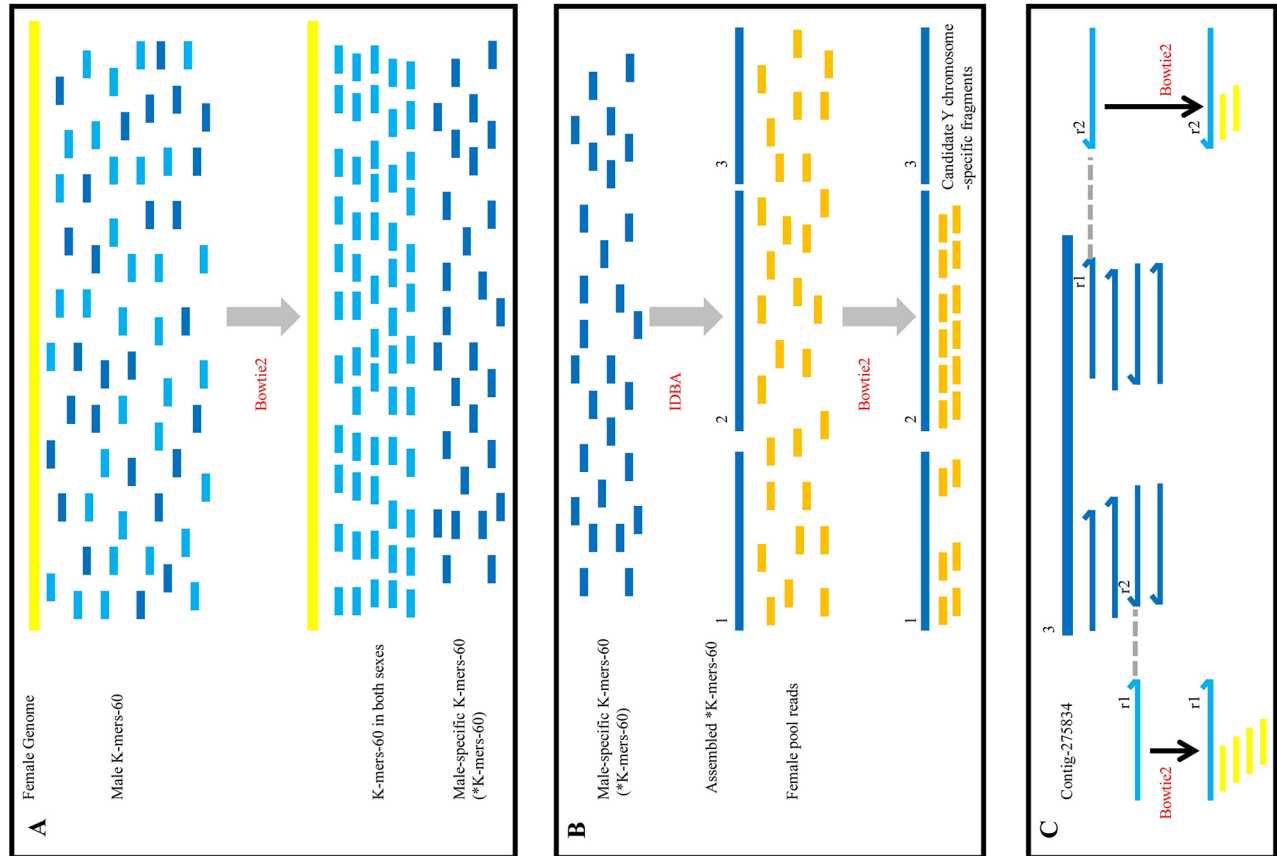 A
Female Genome
Male K-mers-60
Bowtie2
K-mers-60 in both sexes
Male-specific K-mers-60
(*K-mers-60)
B
Male-specific K-mers-60
(*K-mers-60)
IDBA
Assembled *K-mers-60
1
2
3
Female pool reads
Bowtie2
1
2
3
Candidate Y chromosome
-specific fragments
C
Contig-275834
3
r1
r2
r1
r2
Bowtie2
Bowtie2
r1
r2